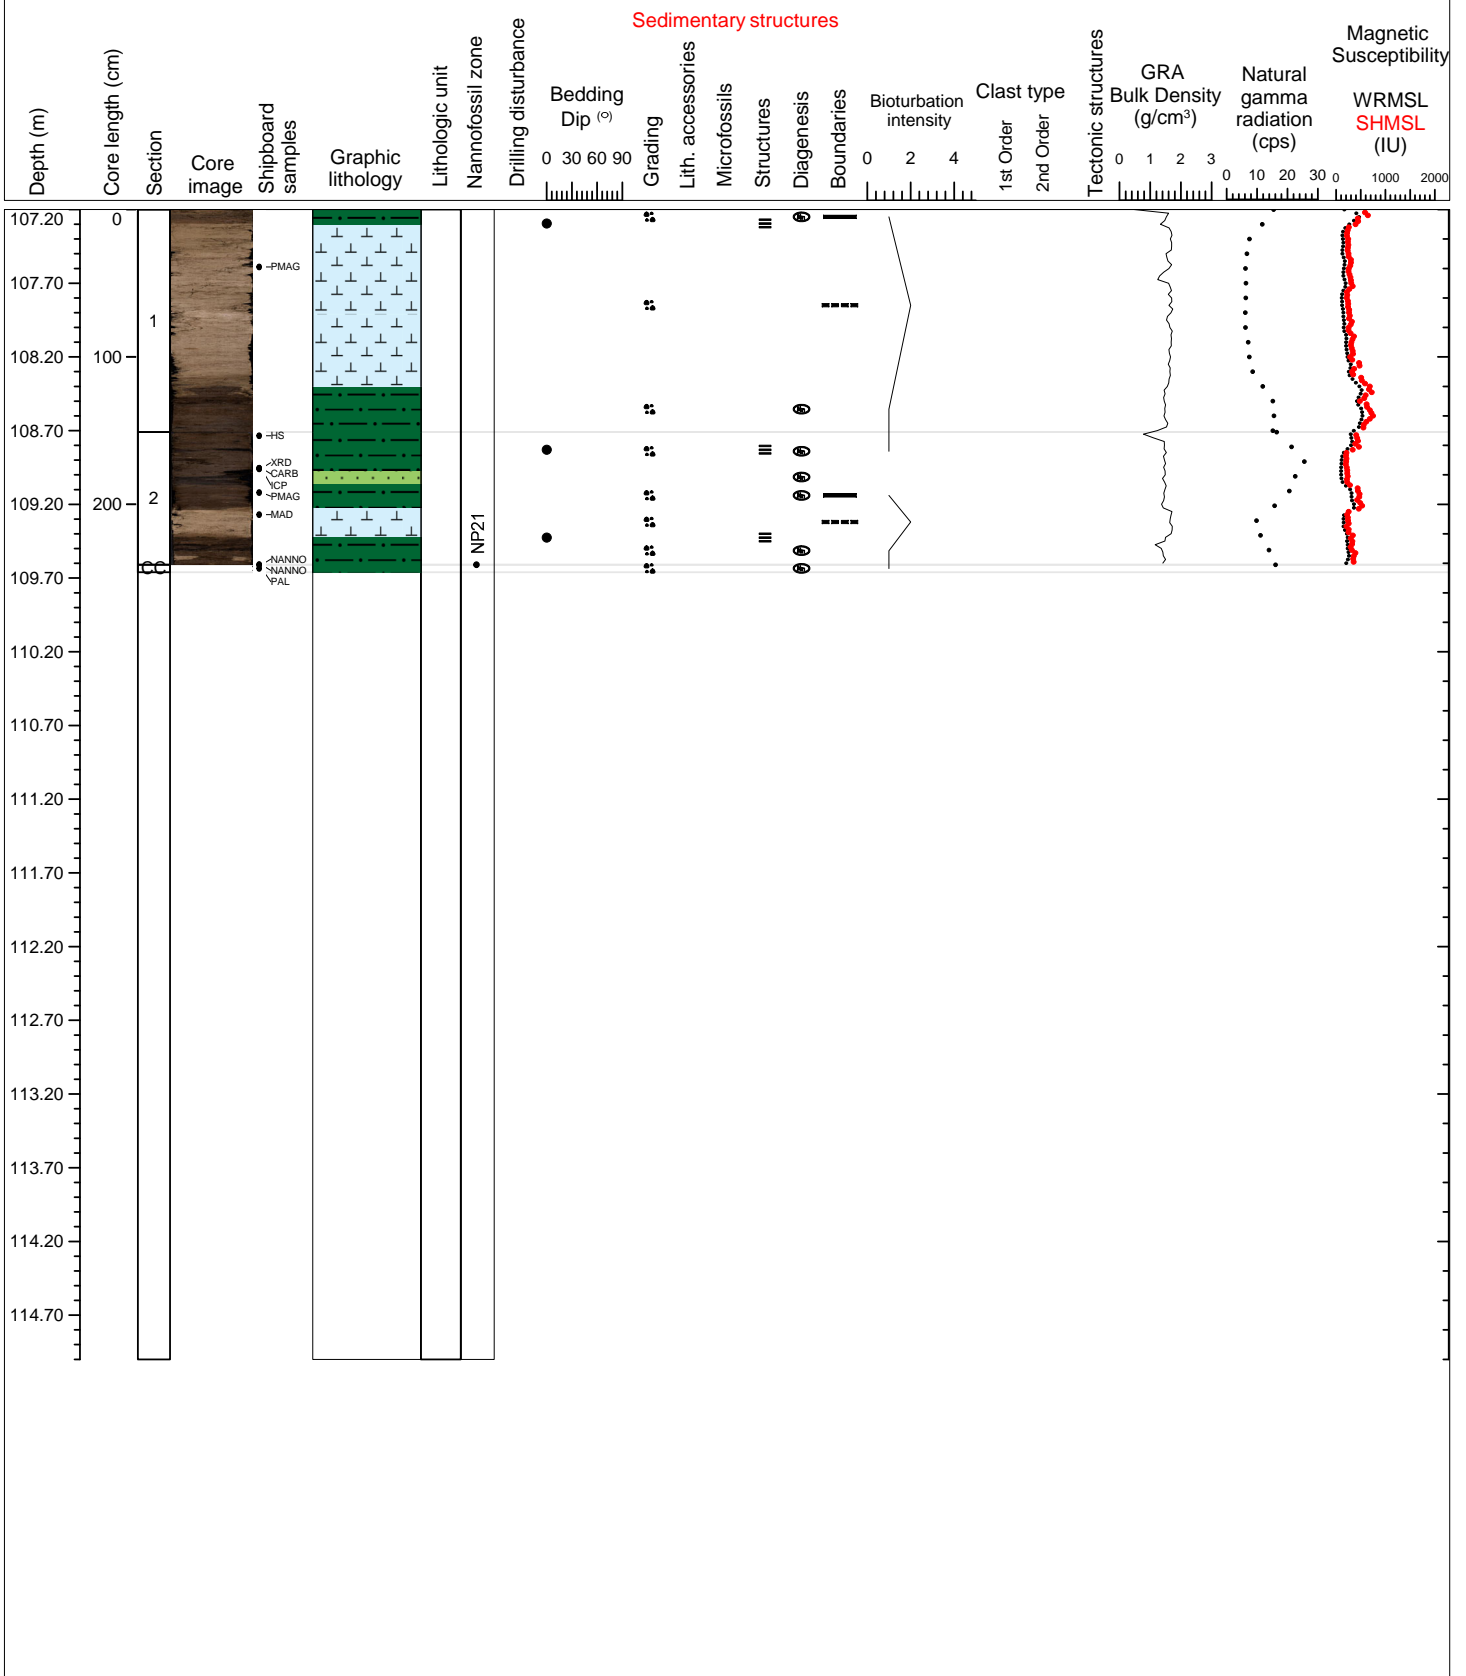 Sedimentary structures
Depth (m)
Core length (cm)
Section
Core
image
Shipboard
samples
Graphic
lithology
Lithologic unit
Nannofossil zone
Drilling disturbance
Bedding
Dip (o)
0 30 60 90
Grading
Lith. accessories
Microfossils
Structures
Diagenesis
Boundaries
Bioturbation
intensity
0 2 4
Clast type
1st Order
2nd Order
Tectonic structures
GRA
Bulk Density
(g/cm³)
0 1 2 3
Natural
gamma
radiation
(cps)
0 10 20 30
Magnetic
Susceptibility
WRMSL
SHMSL
(IU)
0 1000 2000
107.20
107.70
108.20
108.70
109.20
109.70
110.20
110.70
111.20
111.70
112.20
112.70
113.20
113.70
114.20
114.70
0
100
200
1
2
CC
PMAG
HS
XRD
CARB
ICP
PMAG
MAD
NANNO
NANNO
PAL
NP21